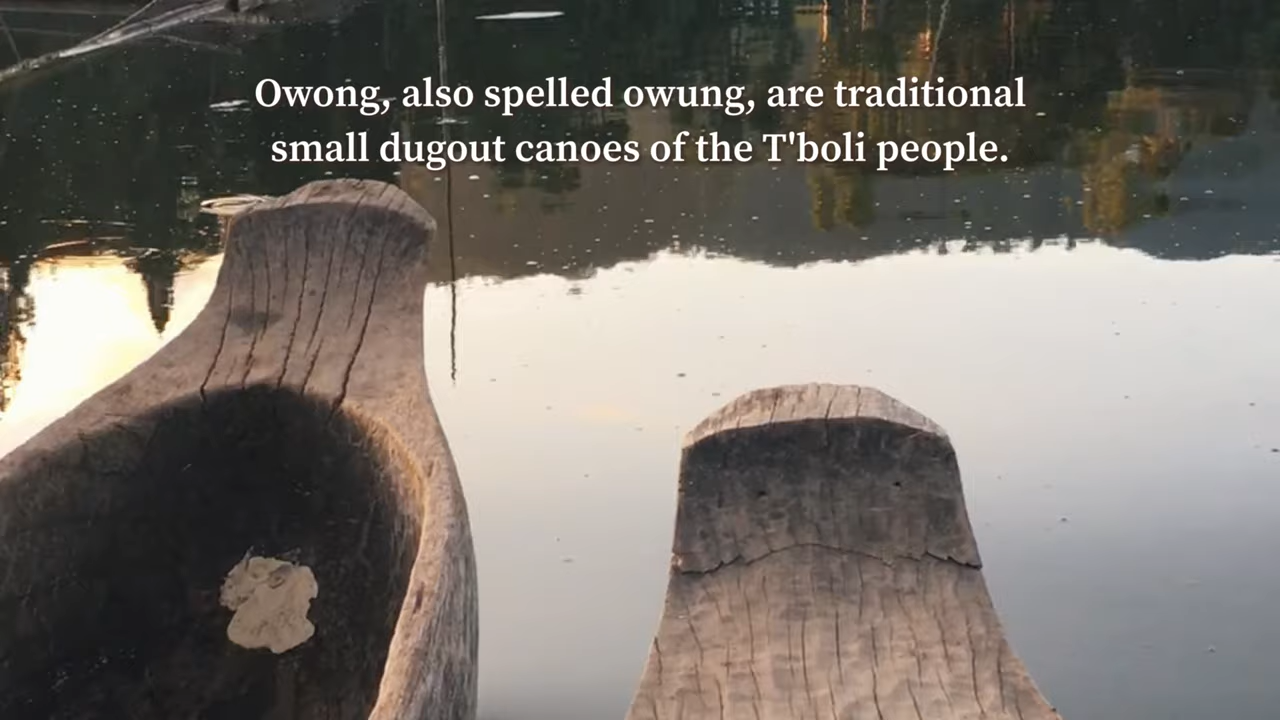 Owong, also spelled owung, are traditional
small dugout canoes of the T'boli people.